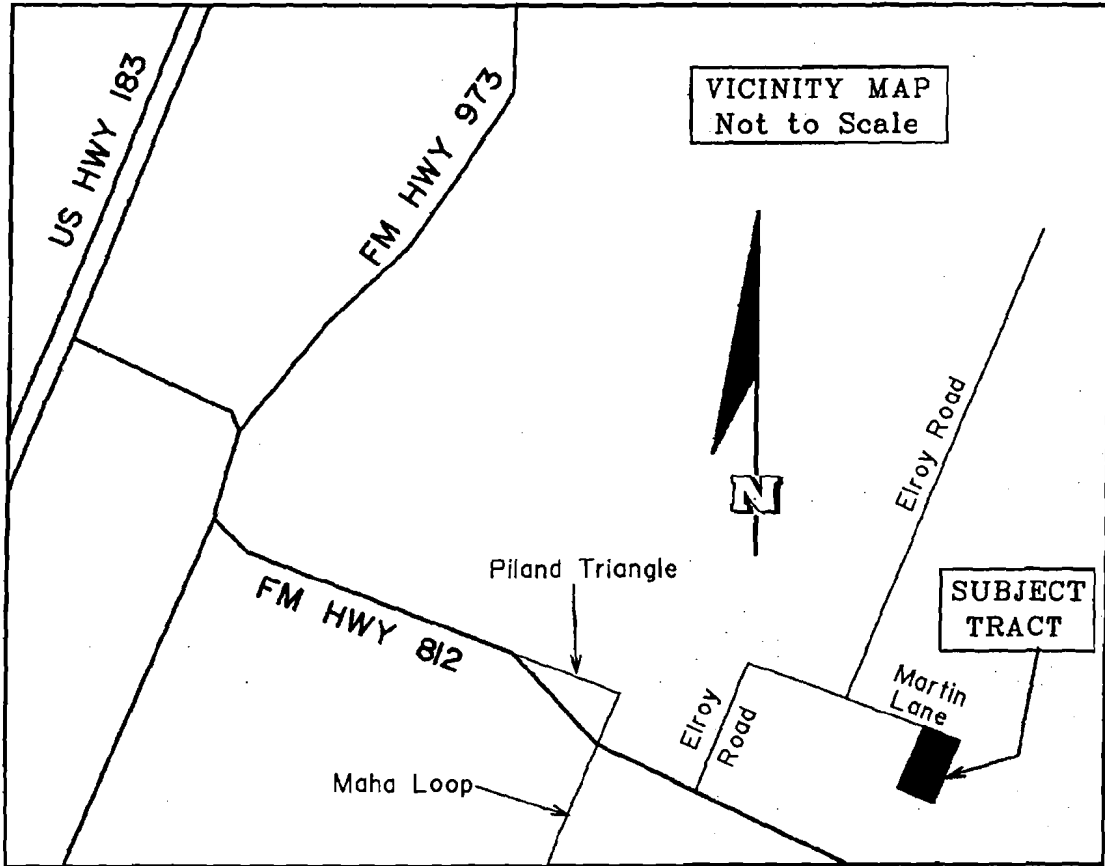 US HWY 183
FM HWY 973
VICINITY MAP
Not to Scale
N
Elroy Road
Piland Triangle
FM HWY 812
SUBJECT
TRACT
Martin
Lane
Elroy
Road
Maha Loop